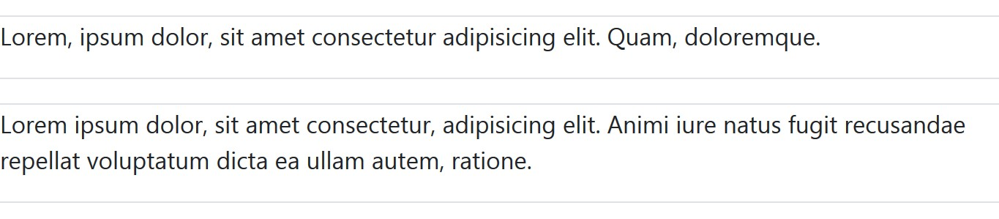 Lorem, ipsum dolor, sit amet consectetur adipisicing elit. Quam, doloremque.
Lorem ipsum dolor, sit amet consectetur, adipisicing elit. Animi iure natus fugit recusandae
repellat voluptatum dicta ea ullam autem, ratione.